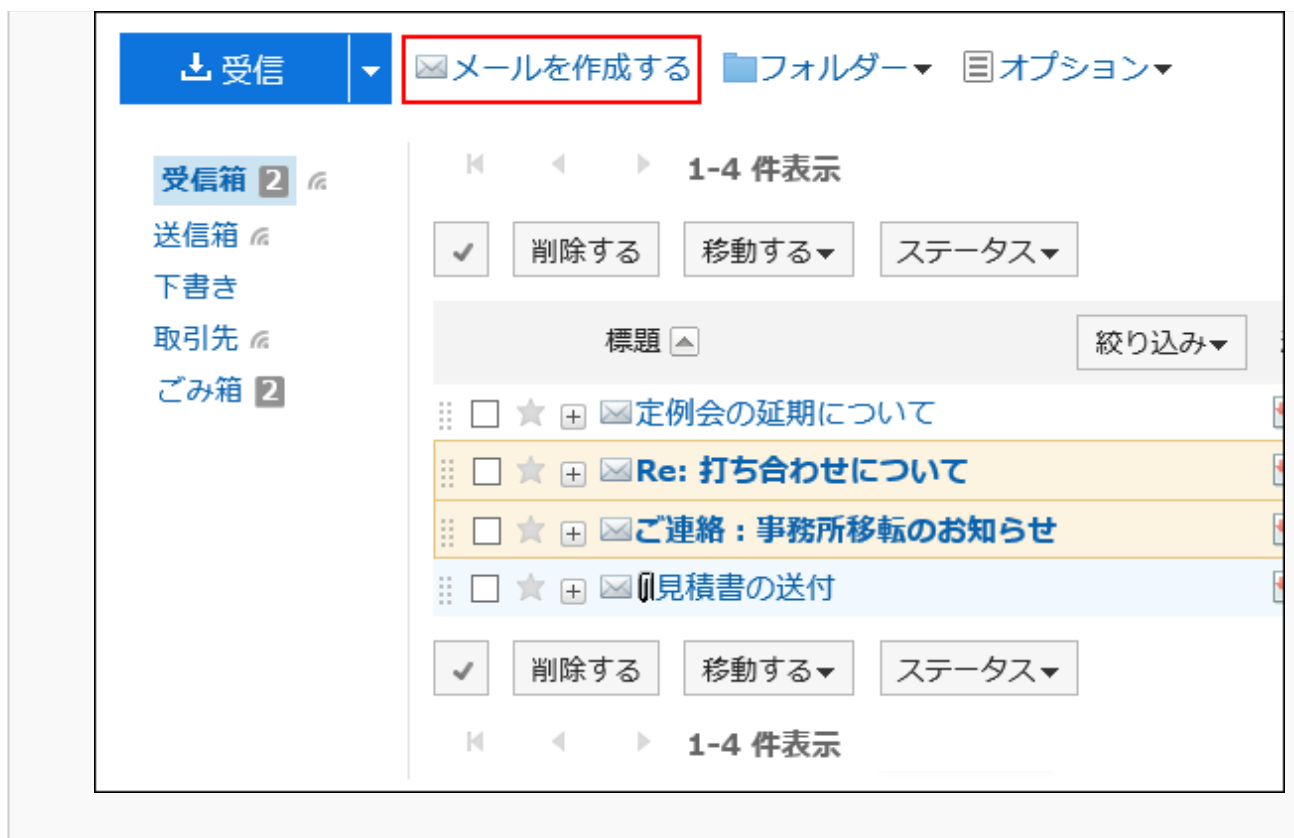 受信 メールを作成する フォルダー オプション
1-4 件表示
受信箱 2
送信箱
下書き
取引先
ごみ箱 2
削除する 移動する ステータス
標題 絞り込み
定例会の延期について
Re: 打ち合わせについて
ご連絡：事務所移転のお知らせ
見積書の送付
削除する 移動する ステータス
1-4 件表示